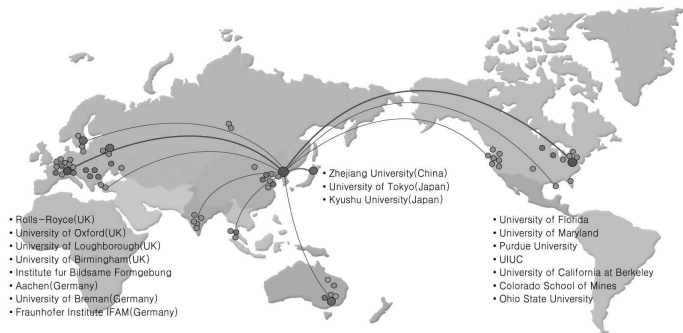 • Zhejiang University(China)
• University of Tokyo(Japan)
• Kyushu University(Japan)
• Rolls-Royce(UK)
• University of Oxford(UK)
• University of Loughborough(UK)
• University of Birmingham(UK)
• Institute fur Bildsame Formgebung
• Aachen(Germany)
• University of Breman(Germany)
• Fraunhofer Institute IFAM(Germany)
• University of Florida
• University of Maryland
• Purdue University
• UIUC
• University of California at Berkeley
• Colorado School of Mines
• Ohio State University